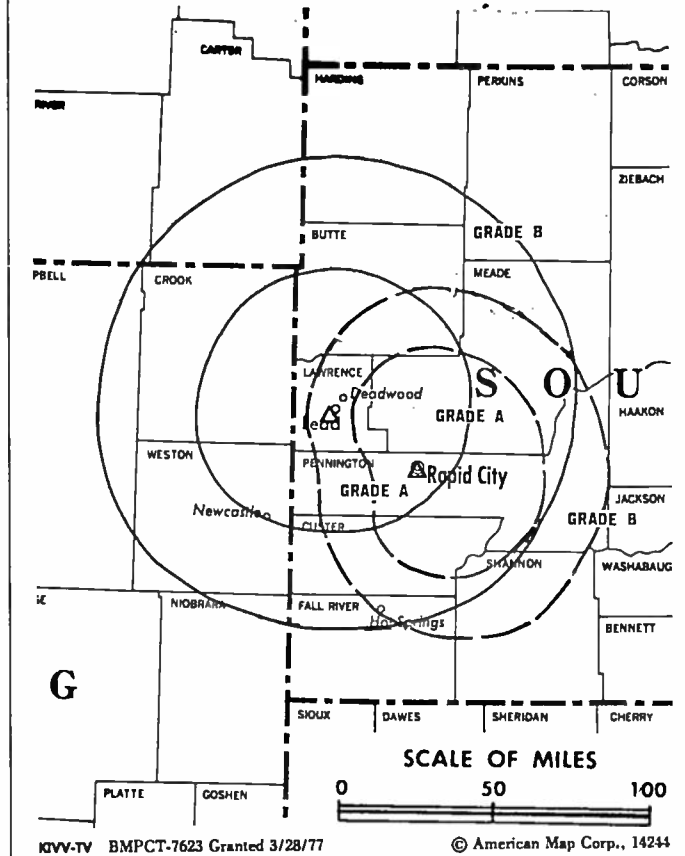 CARTER
HARDING
PERKINS
CORSON
RIVER
ZIEBACH
BUTTE
GRADE B
PBELL
CROOK
MEADE
LAWRENCE
Deadwood
S O U
Lead
GRADE A
HAAKON
WESTON
PENNINGTON
Rapid City
GRADE A
JACKSON
Newcastle
CUSTER
GRADE B
SHANNON
WASHABAUG
GE
NIOBRARA
FALL RIVER
Hot Springs
BENNETT
G
SIOUX
DAWES
SHERIDAN
CHERRY
SCALE OF MILES
0 50 100
PLATTE
GOSHEN
KIVV-TV BMPCT-7623 Granted 3/28/77
© American Map Corp., 14244